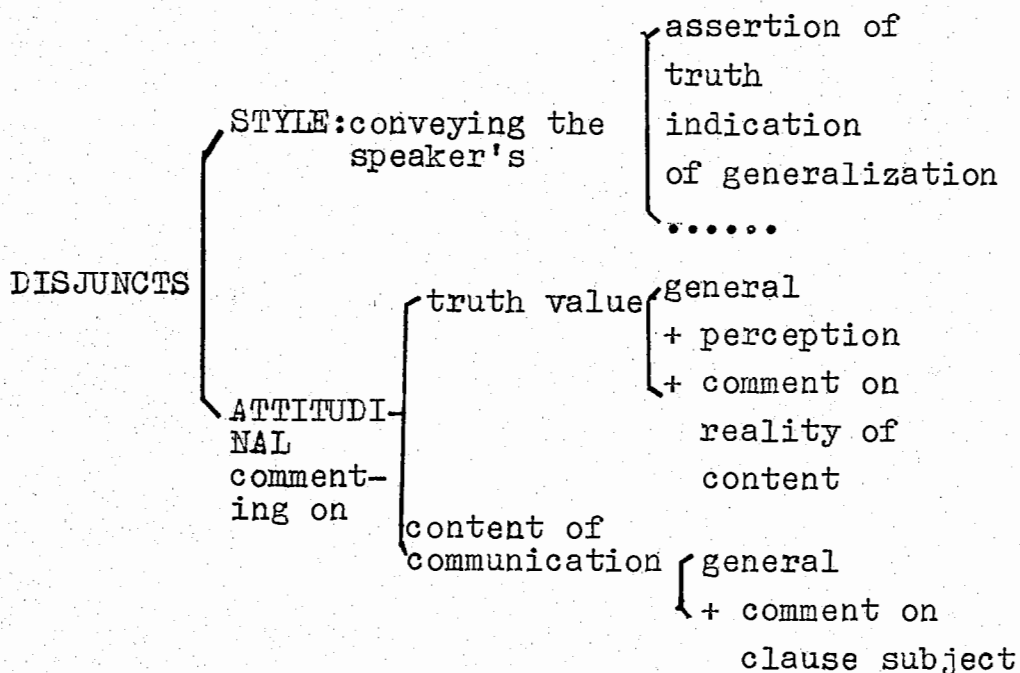 assertion of
truth
STYLE:conveying the
speaker's
indication
of generalization
......
DISJUNCTS
truth value
general
+ perception
+ comment on
reality of
content
ATTITUDI-
NAL
comment-
ing on
content of
communication
general
+ comment on
clause subject